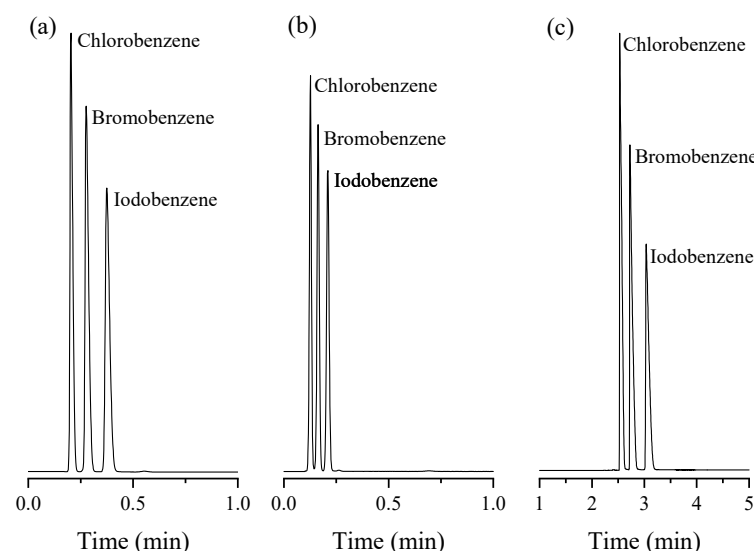 (a)
Chlorobenzene
Bromobenzene
Iodobenzene
0.0 0.5 1.0
Time (min)
(b)
Chlorobenzene
Bromobenzene
Iodobenzene
0.0 0.5 1.0
Time (min)
(c)
Chlorobenzene
Bromobenzene
Iodobenzene
1 2 3 4 5
Time (min)